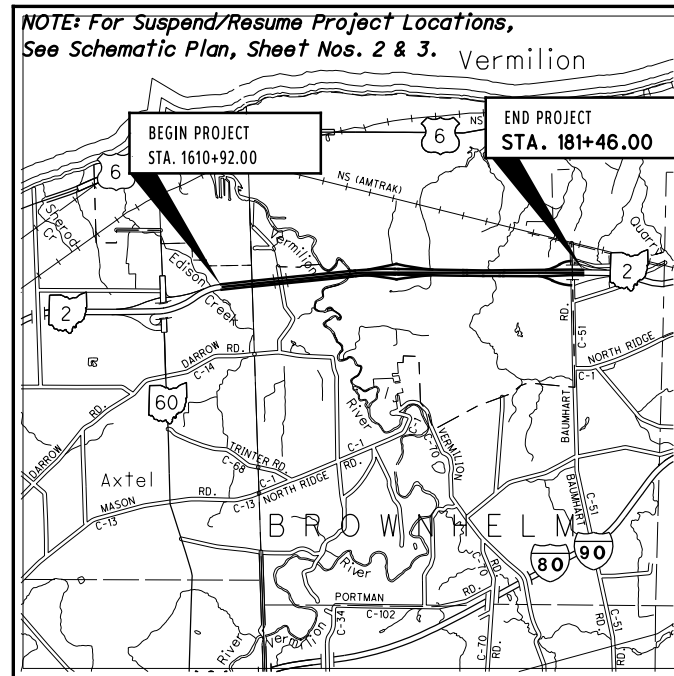 NOTE: For Suspend/Resume Project Locations,
See Schematic Plan, Sheet Nos. 2 & 3.
Vermilion
BEGIN PROJECT
STA. 1610+92.00
END PROJECT
STA. 181+46.00
NS
6
6
NS (AMTRAK)
Sherod
Cr
Edison Creek
Vermilion
Quarry
2
2
RD.
C-51
DARROW RD.
C-14
NORTH RIDGE
C-1
60
River
DARROW RD.
BAUMHART
VERMILION
C-70
TRINTER RD.
C-68
C-1
C-1
RD.
Axtel
MASON RD.
C-13
C-13 NORTH RIDGE
BAUMHART
C-51
BROWNHELM
80
90
River
C-70
RD.
PORTMAN RD.
C-102
C-34
Vermilion
River
C-70
RD.
RD.
C-51